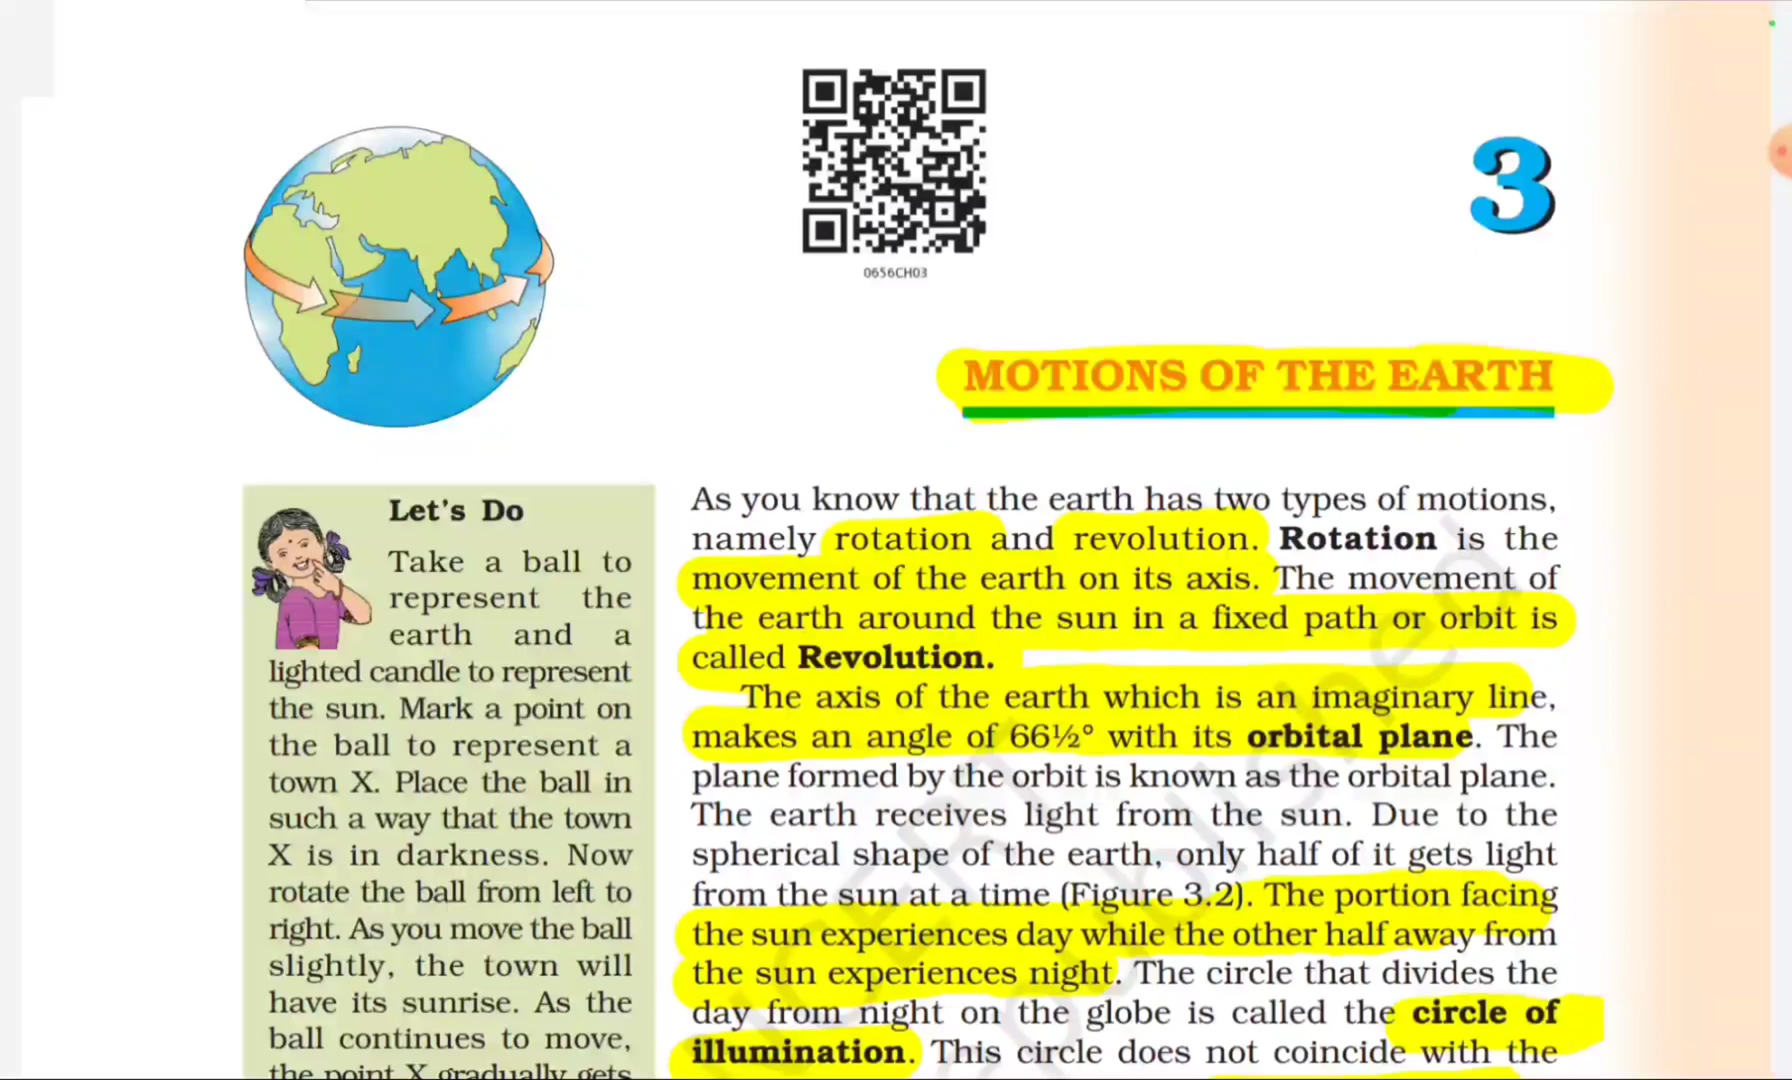 0656CH03
3
MOTIONS OF THE EARTH
Let's Do
Take a ball to
represent the
earth and a
lighted candle to represent
the sun. Mark a point on
the ball to represent a
town X. Place the ball in
such a way that the town
X is in darkness. Now
rotate the ball from left to
right. As you move the ball
slightly, the town will
have its sunrise. As the
ball continues to move,
the point X gradually gets
As you know that the earth has two types of motions,
namely rotation and revolution. Rotation is the
movement of the earth on its axis. The movement of
the earth around the sun in a fixed path or orbit is
called Revolution.
The axis of the earth which is an imaginary line,
makes an angle of 66½° with its orbital plane. The
plane formed by the orbit is known as the orbital plane.
The earth receives light from the sun. Due to the
spherical shape of the earth, only half of it gets light
from the sun at a time (Figure 3.2). The portion facing
the sun experiences day while the other half away from
the sun experiences night. The circle that divides the
day from night on the globe is called the circle of
illumination. This circle does not coincide with the